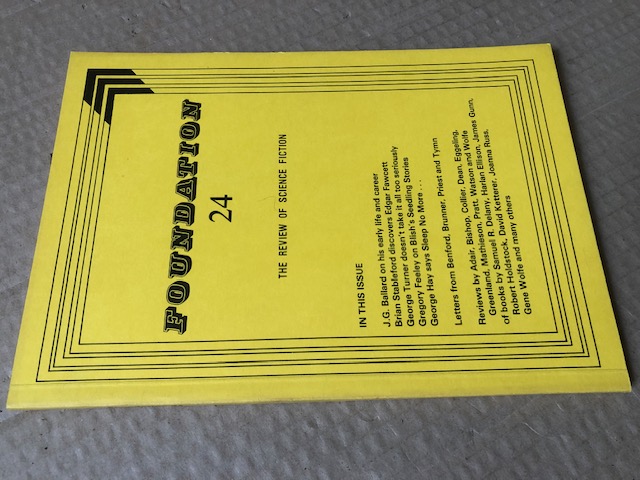 FOUNDATION
24
THE REVIEW OF SCIENCE FICTION
IN THIS ISSUE
J.G. Ballard on his early life and career
Brian Stableford discovers Edgar Fawcett
George Turner doesn't take it all too seriously
Gregory Feeley on Blish's Seedling Stories
George Hay says Sleep No More . . .
Letters from Benford, Brunner, Priest and Tymn
Reviews by Adair, Bishop, Collier, Dean, Eggeling,
Greenland, Mathieson, Pratt, Watson and Wolfe
of books by Samuel R. Delany, Harlan Ellison, James Gunn,
Robert Holdstock, David Ketterer, Joanna Russ,
Gene Wolfe and many others